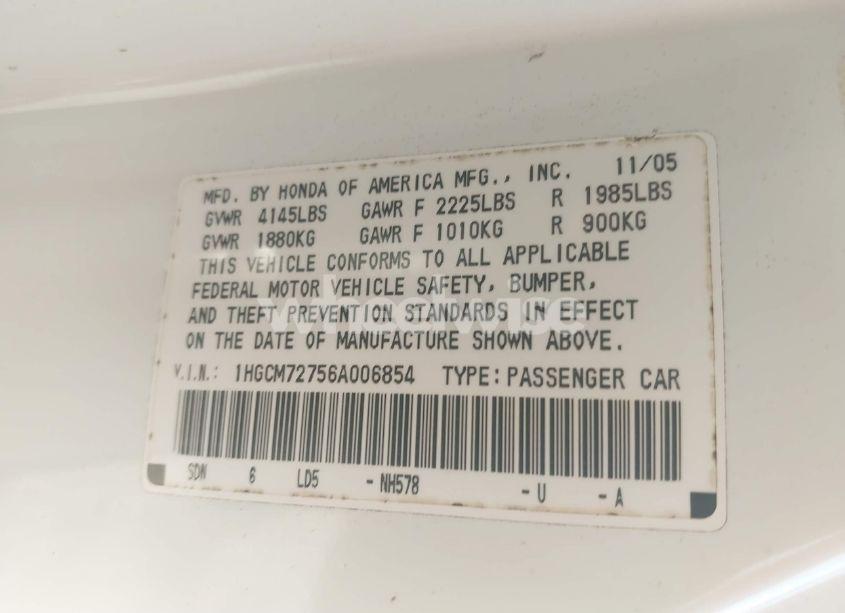 MFD. BY HONDA OF AMERICA MFG., INC. 11/05
GVWR 4145LBS GAWR F 2225LBS R 1985LBS
GVWR 1880KG GAWR F 1010KG R 900KG
THIS VEHICLE CONFORMS TO ALL APPLICABLE
FEDERAL MOTOR VEHICLE SAFETY, BUMPER,
AND THEFT PREVENTION STANDARDS IN EFFECT
ON THE DATE OF MANUFACTURE SHOWN ABOVE.
wheelwise
V.I.N.: 1HGCM72756A006854 TYPE: PASSENGER CAR
SDN 6 LD5 - NH578 - U - A